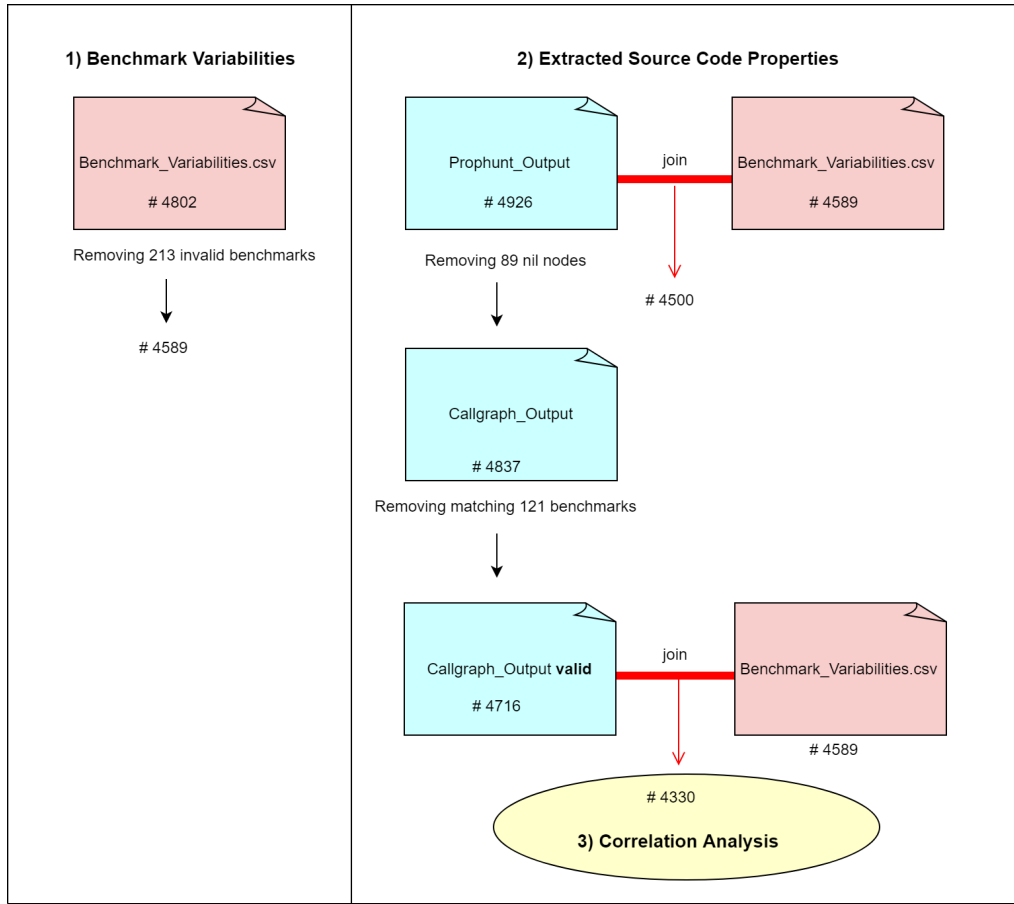 1) Benchmark Variabilities
Benchmark_Variabilities.csv
# 4802
Removing 213 invalid benchmarks
# 4589
2) Extracted Source Code Properties
Prophunt_Output
# 4926
join
Benchmark_Variabilities.csv
# 4589
Removing 89 nil nodes
# 4500
Callgraph_Output
# 4837
Removing matching 121 benchmarks
Callgraph_Output valid
# 4716
join
Benchmark_Variabilities.csv
# 4589
# 4330
3) Correlation Analysis